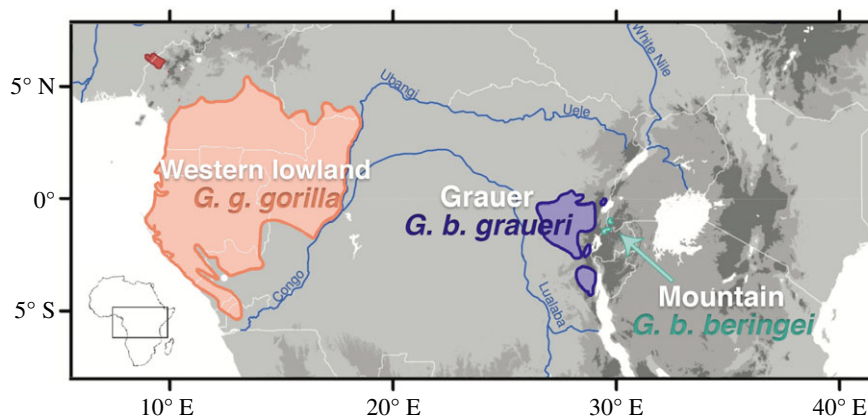 5° N
0°
5° S
10° E
20° E
30° E
40° E
Ubangi
Uele
White Nile
Western lowland
G. g. gorilla
Grauer
G. b. graueri
Congo
Lualaba
Mountain
G. b. beringei